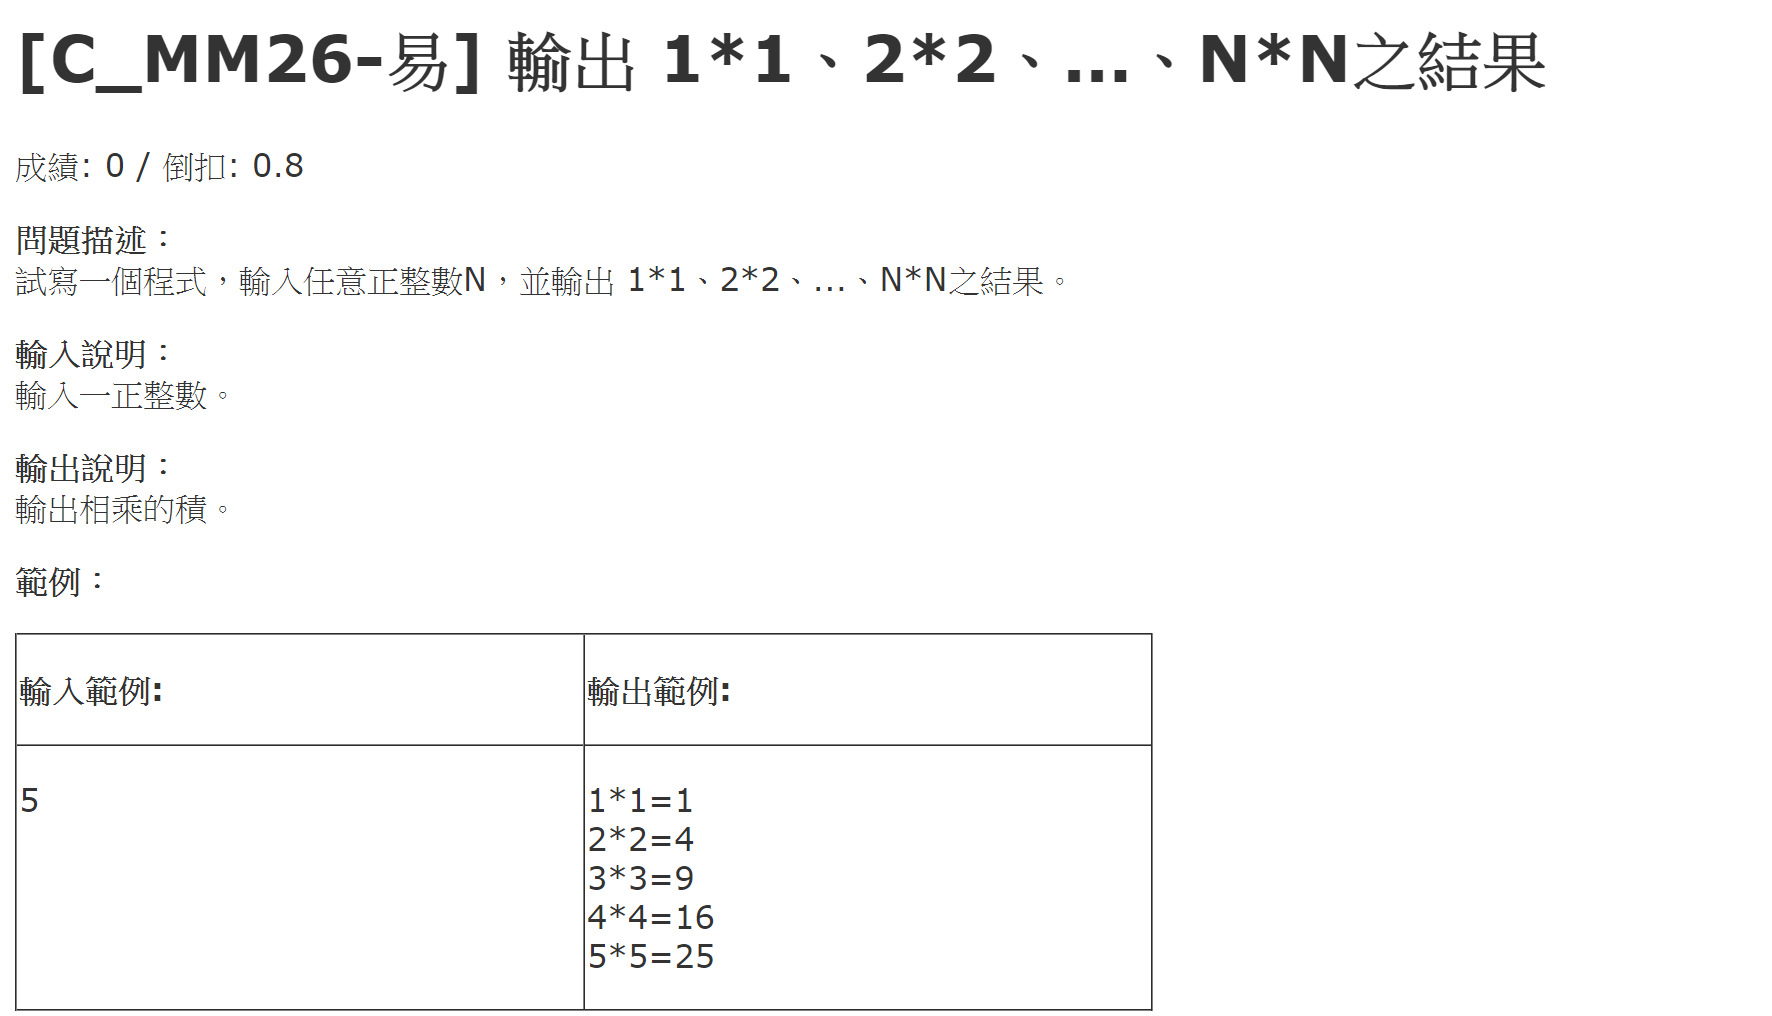 [C_MM26-易] 輸出 1*1、2*2、...、N*N之結果
成績: 0 / 倒扣: 0.8
問題描述：
試寫一個程式，輸入任意正整數N，並輸出 1*1、2*2、...、N*N之結果。
輸入說明：
輸入一正整數。
輸出說明：
輸出相乘的積。
範例：
輸入範例:
輸出範例:
5
1*1=1
2*2=4
3*3=9
4*4=16
5*5=25